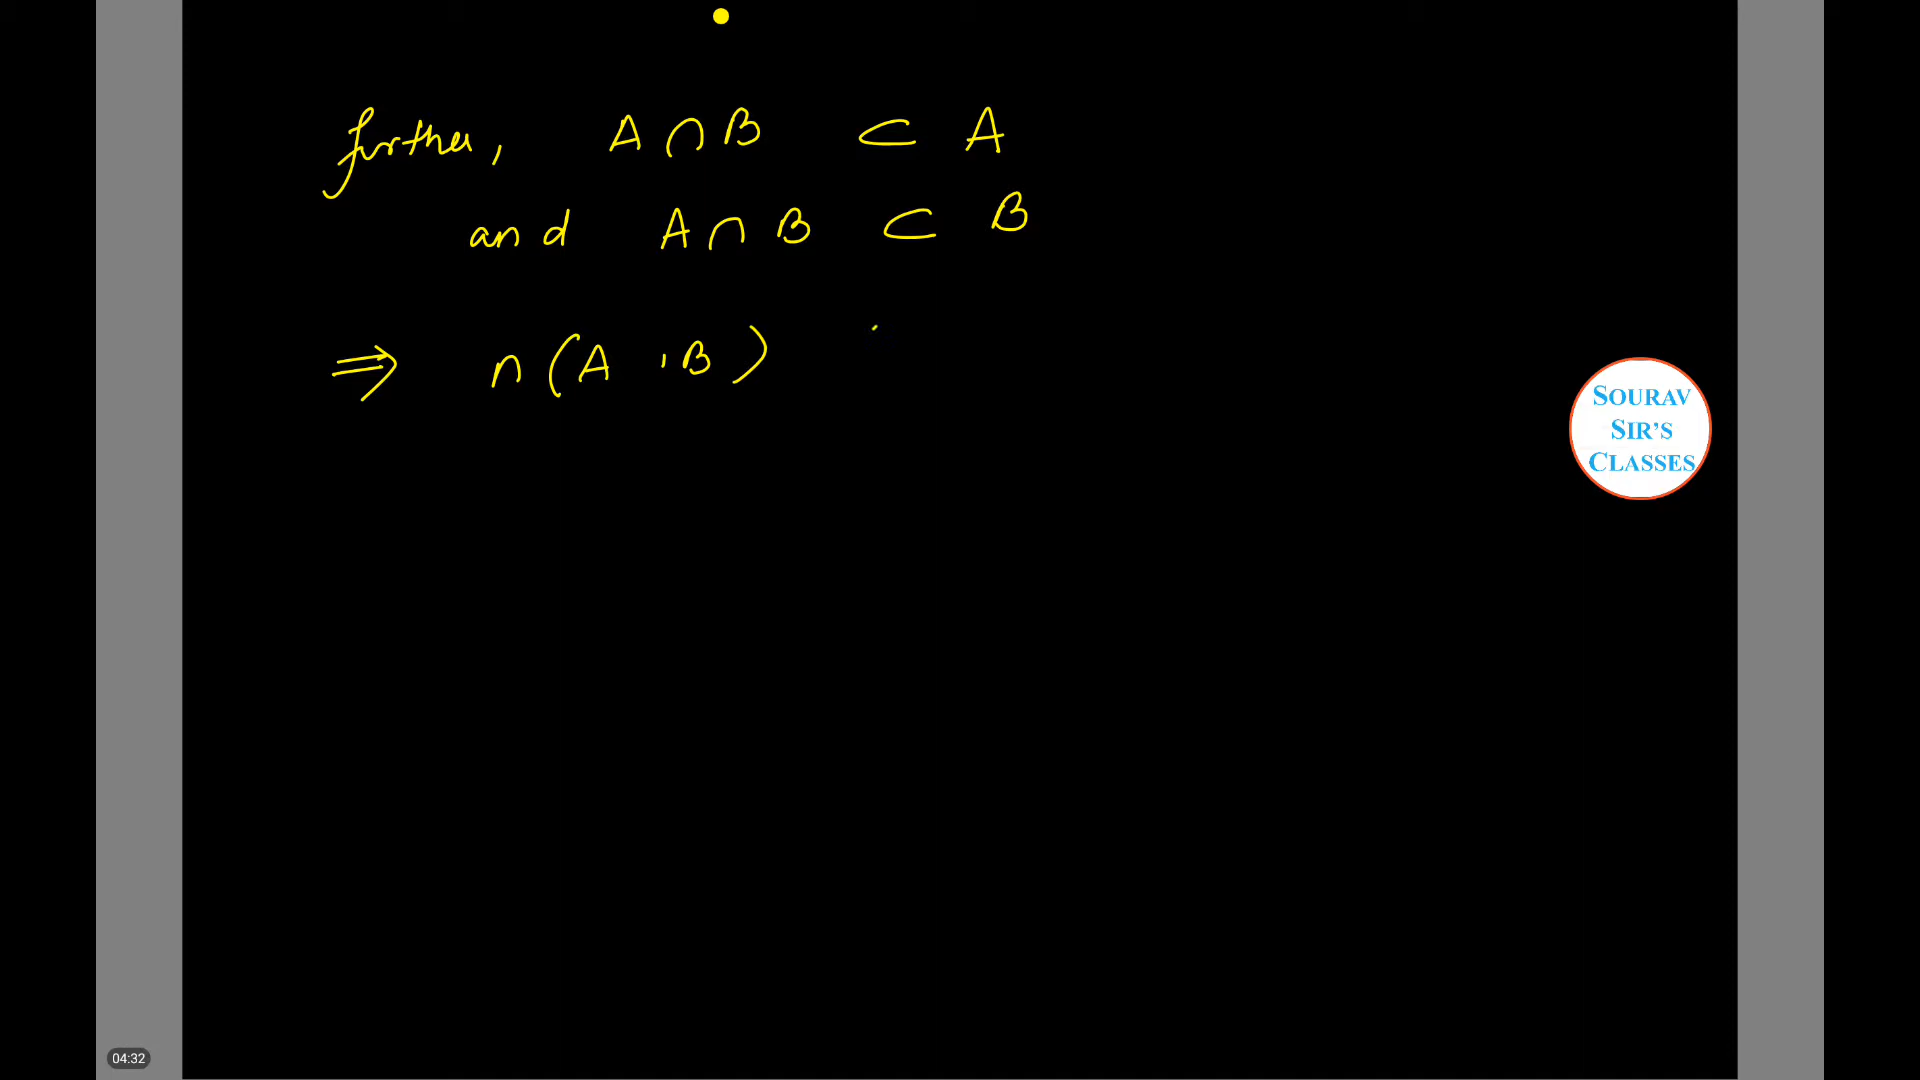 further, A ∩ B ⊂ A
and A ∩ B ⊂ B
⇒ n(A , B)
SOURAV
SIR'S
CLASSES
04:32